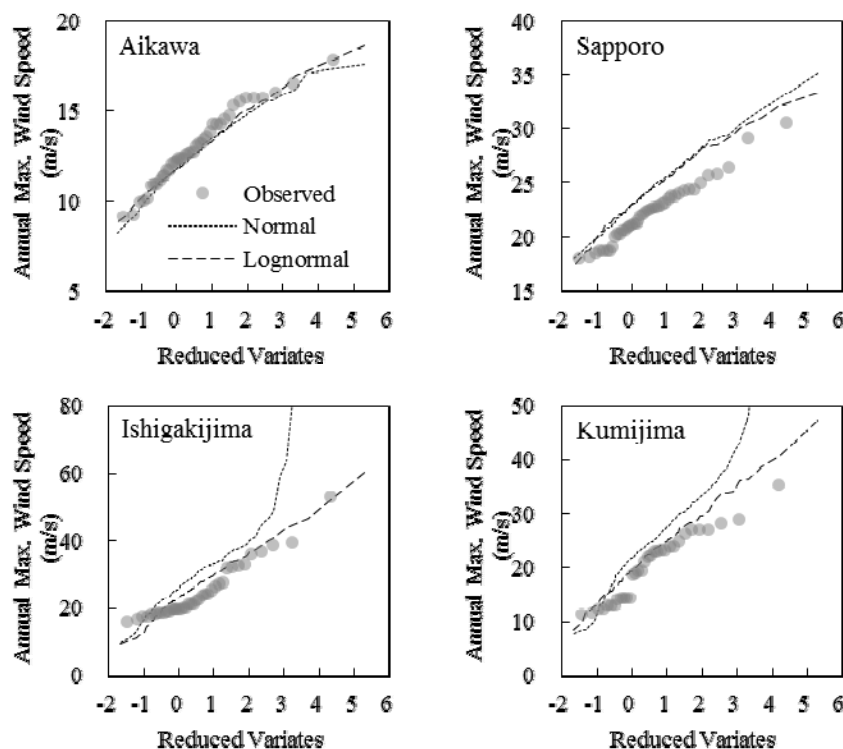 Aikawa
Annual Max. Wind Speed
(m/s)
20
15
10
5
Observed
Normal
Lognormal
-2 -1 0 1 2 3 4 5 6
Reduced Variates
Sapporo
Annual Max. Wind Speed
(m/s)
40
35
30
25
20
15
-2 -1 0 1 2 3 4 5 6
Reduced Variates
Ishigakijima
Annual Max. Wind Speed
(m/s)
80
60
40
20
0
-2 -1 0 1 2 3 4 5 6
Reduced Variates
Kumijima
Annual Max. Wind Speed
(m/s)
50
40
30
20
10
0
-2 -1 0 1 2 3 4 5 6
Reduced Variates